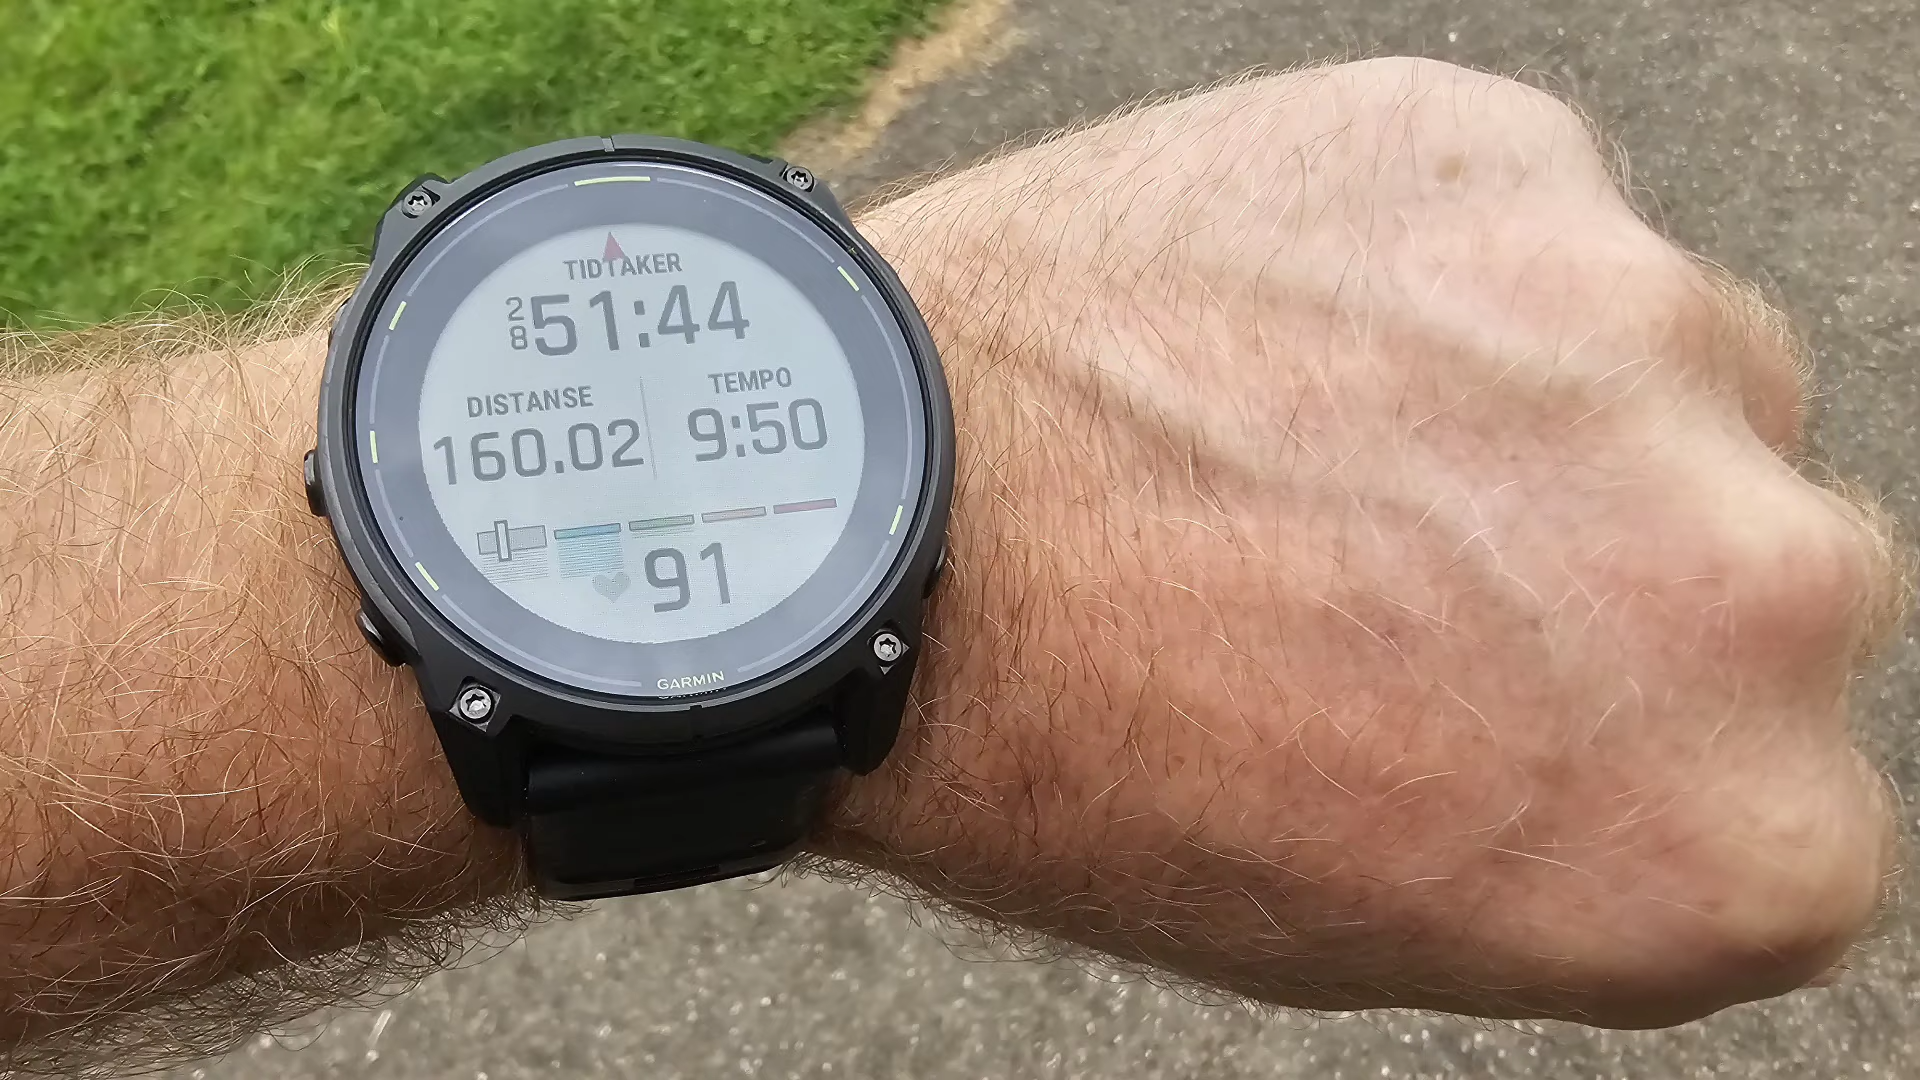 TIDTAKER
28 51:44
DISTANSE
TEMPO
160.02
9:50
91
GARMIN